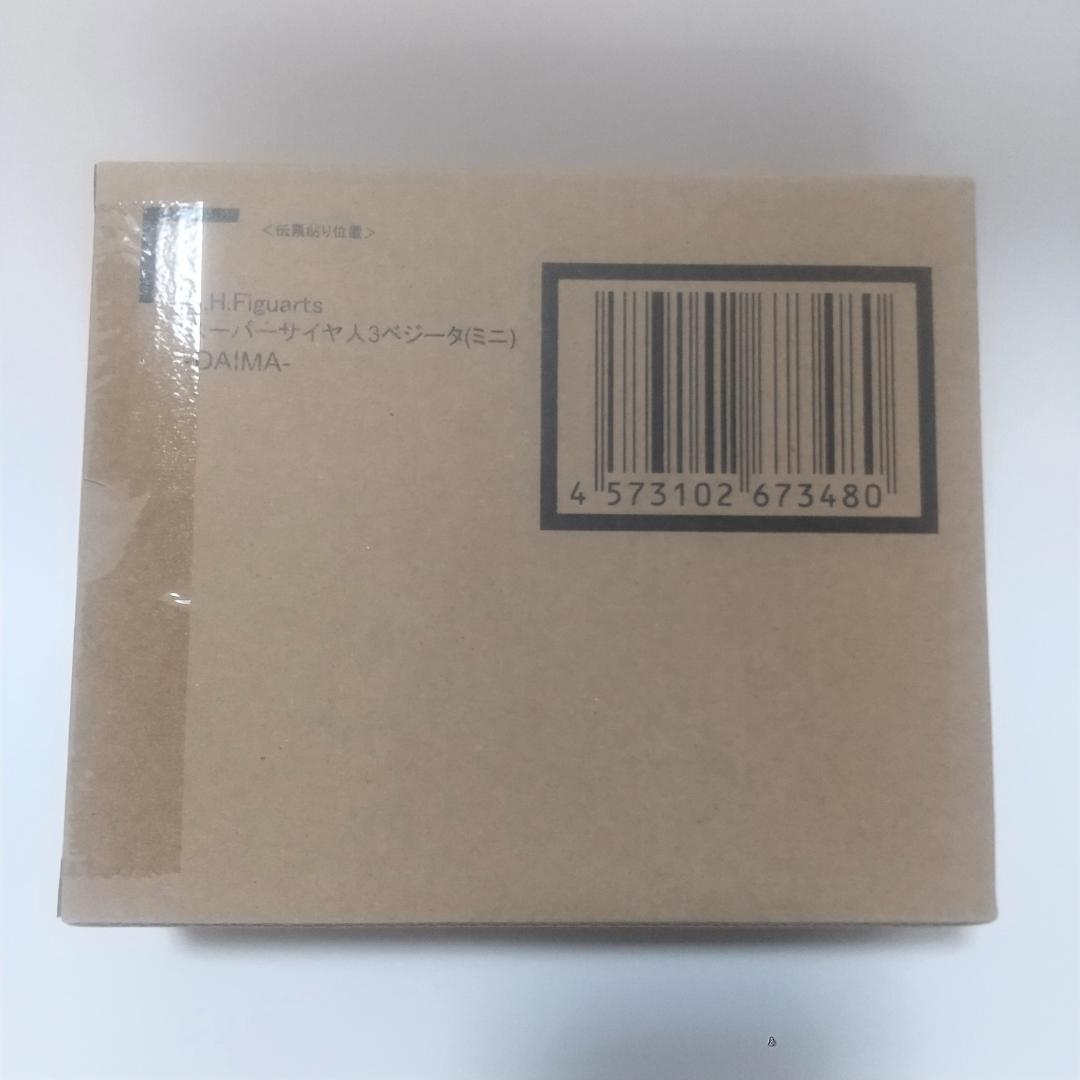 <伝票貼り位置>
S.H.Figuarts
スーパーサイヤ人3ベジータ(ミニ)
-DAIMA-
4 573102 673480